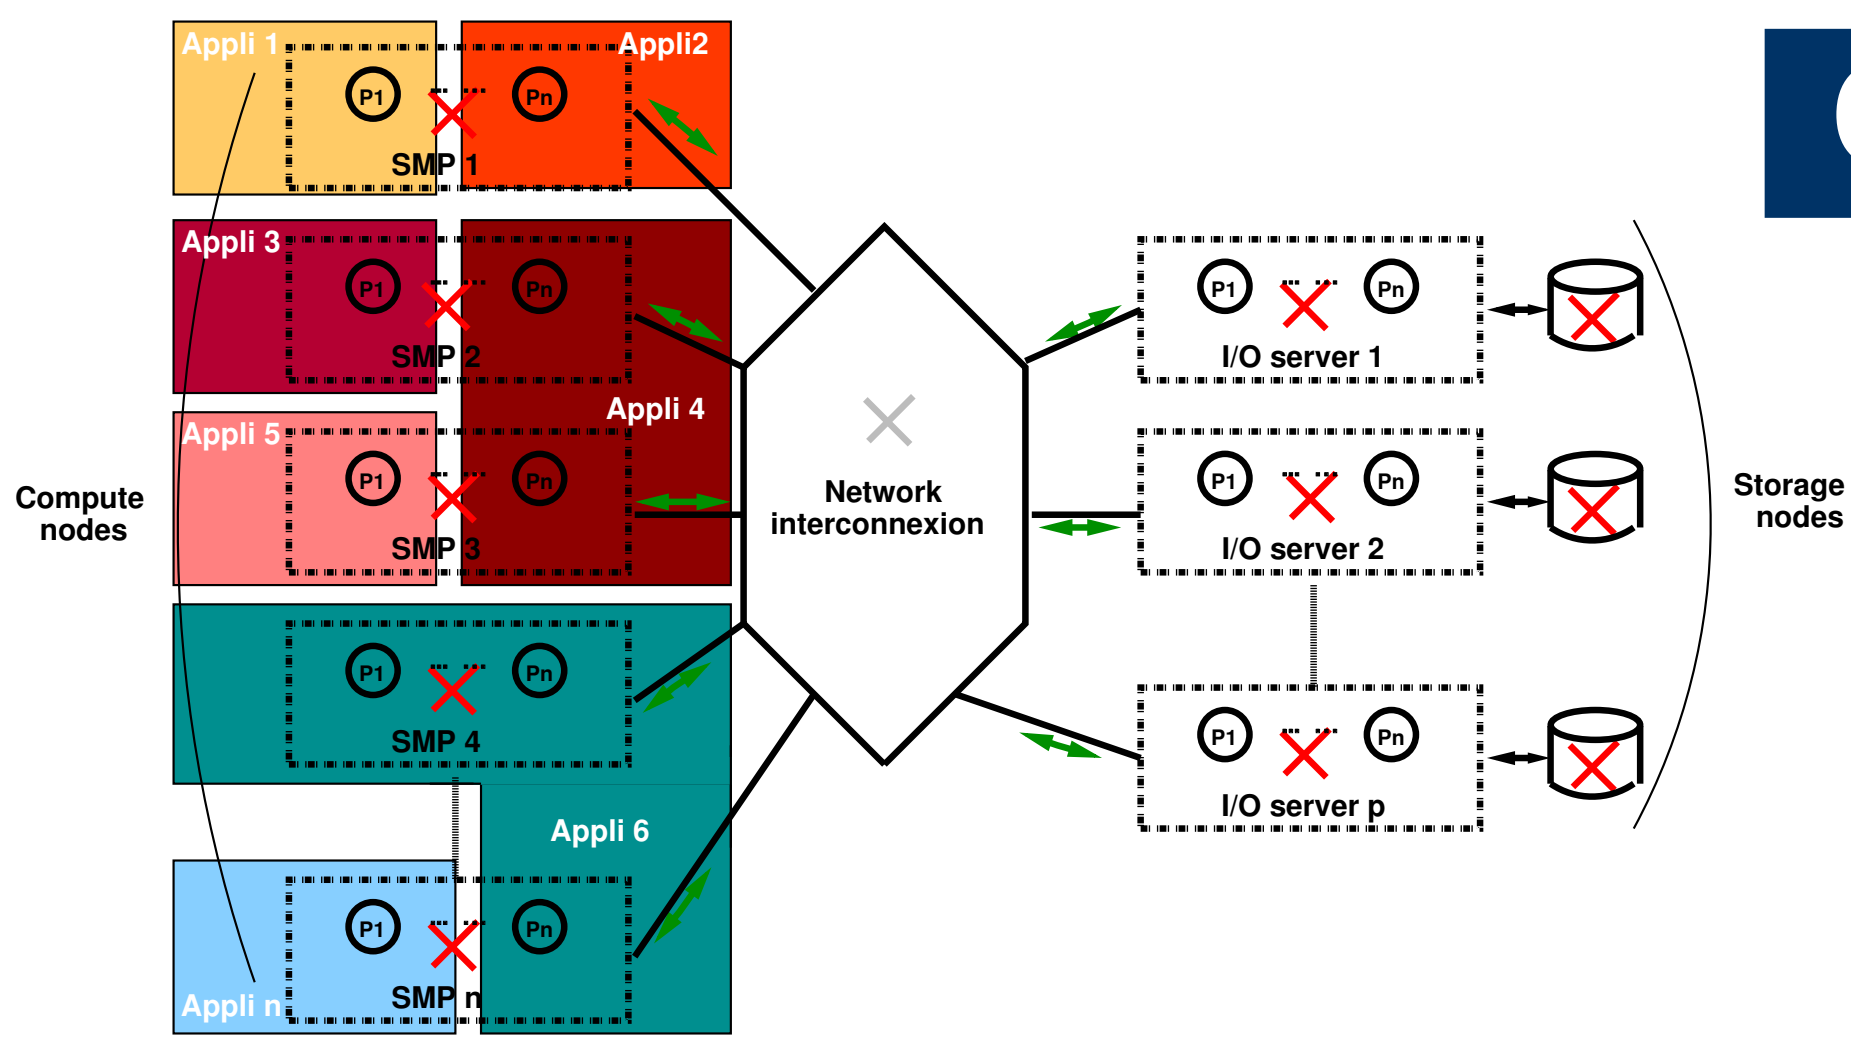 Appli 1
Appli2
P1
Pn
SMP 1
Appli 3
P1
Pn
SMP 2
Appli 4
Appli 5
P1
Pn
SMP 3
P1
Pn
SMP 4
Appli 6
P1
Pn
SMP n
Appli n
Compute
nodes
Network
interconnexion
P1
Pn
I/O server 1
P1
Pn
I/O server 2
P1
Pn
I/O server p
Storage
nodes